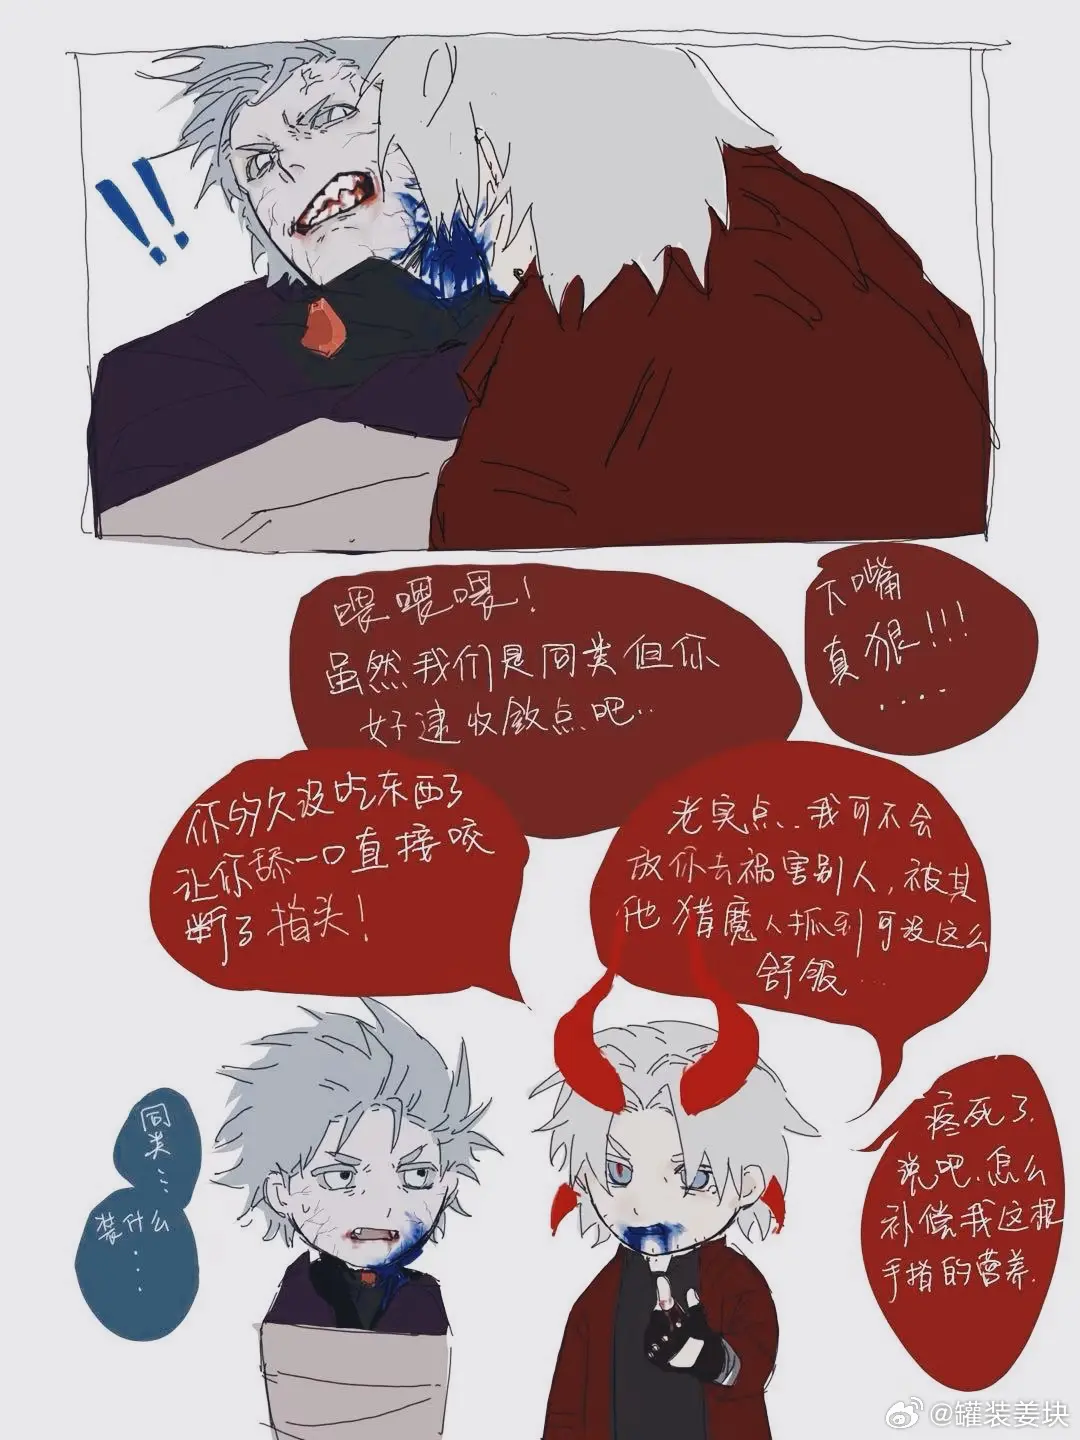 !!
喂喂喂！
虽然我们是同类但你
好逮收敛点吧..
下嘴
真狠!!!
....
你多久没吃东西了
让你舔一口直接咬
断了指头！
老实点..我可不会
放你去祸害别人,被其
他猎魔人抓到可没这么
舒服...
同类...
装什么
...
疼死了.
说吧.怎么
补偿我这根
手指的营养.
@罐装姜块